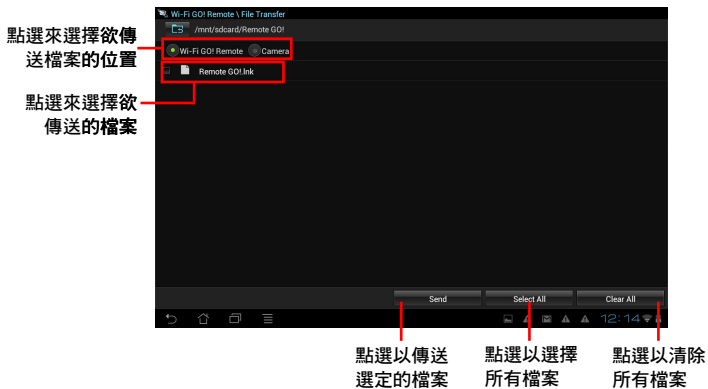 Wi-Fi GO! Remote \ File Transfer
/mnt/sdcard/Remote GO!
點選來選擇欲傳
送檔案的位置
Wi-Fi GO! Remote Camera
Remote GO!.lnk
點選來選擇欲
傳送的檔案
Send Select All Clear All
12:14
點選以傳送
選定的檔案
點選以選擇
所有檔案
點選以清除
所有檔案